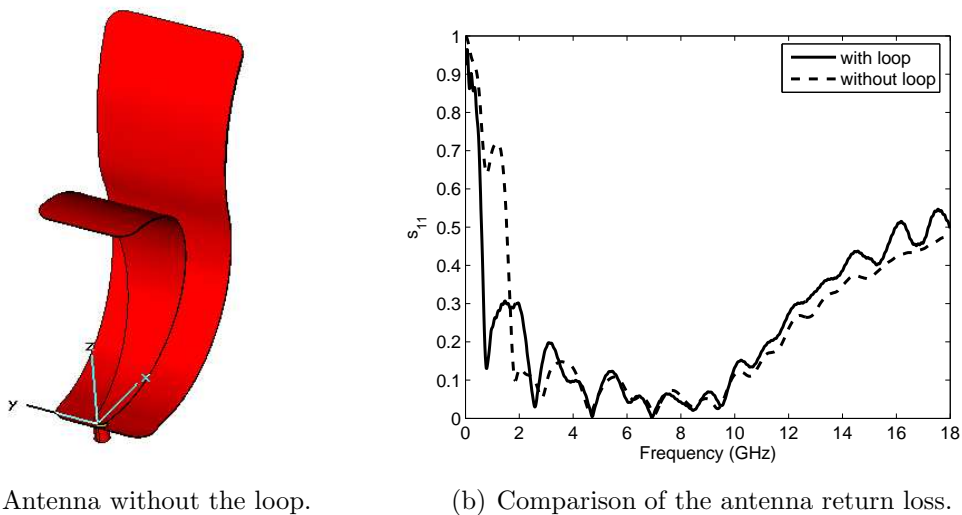 z
x
Y
1
0.9
0.8
0.7
0.6
0.5
0.4
0.3
0.2
0.1
0
s11
with loop
without loop
0 2 4 6 8 10 12 14 16 18
Frequency (GHz)
Antenna without the loop.
(b) Comparison of the antenna return loss.